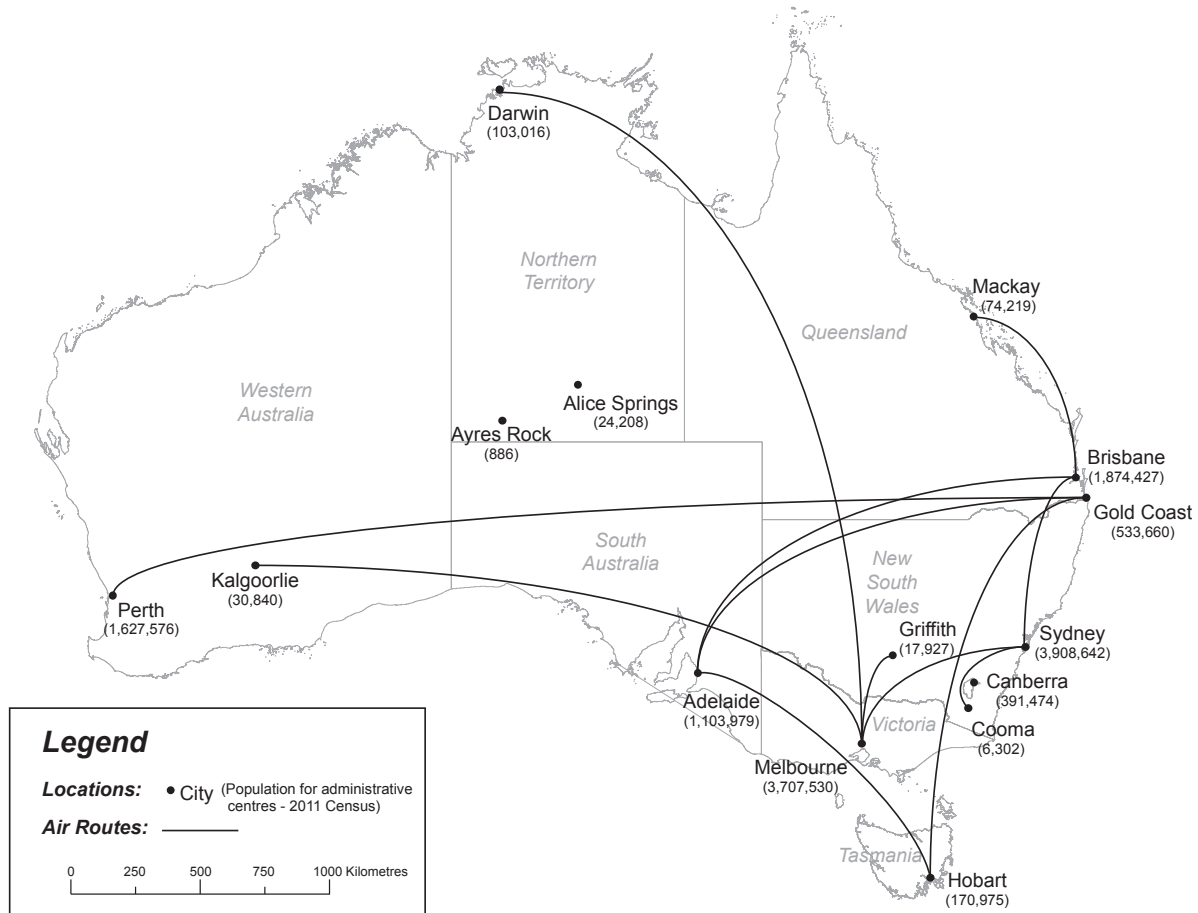 Darwin
(103,016)
Northern
Territory
Mackay
(74,219)
Queensland
Western
Australia
Alice Springs
(24,208)
Ayres Rock
(886)
Brisbane
(1,874,427)
Gold Coast
(533,660)
South
Australia
New
South
Wales
Kalgoorlie
(30,840)
Perth
(1,627,576)
Griffith
(17,927)
Sydney
(3,908,642)
Canberra
(391,474)
Adelaide
(1,103,979)
Cooma
(6,302)
Victoria
Melbourne
(3,707,530)
Tasmania
Hobart
(170,975)
Legend
Locations: City (Population for administrative
centres - 2011 Census)
Air Routes:
0 250 500 750 1000 Kilometres